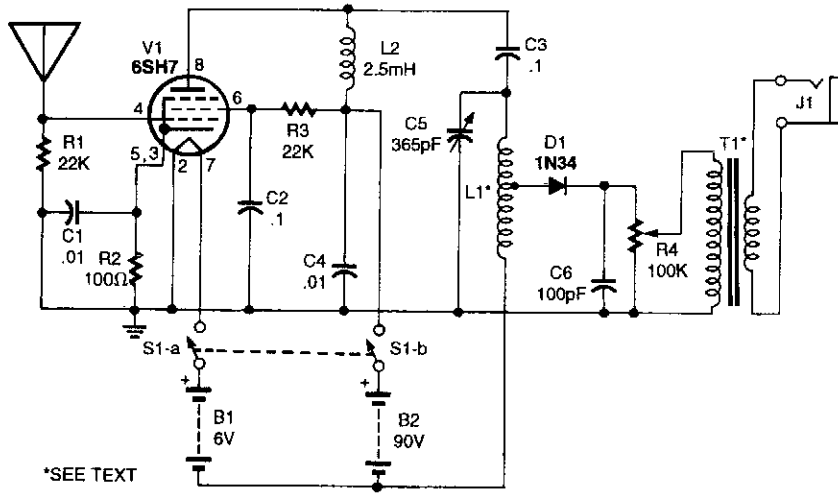 V1
6SH7
8
4
6
5,3
2
7
R1
22K
C1
.01
R2
100Ω
R3
22K
C2
.1
C4
.01
L2
2.5mH
C3
.1
C5
365pF
L1*
D1
1N34
C6
100pF
R4
100K
T1*
J1
S1-a
S1-b
+
B1
6V
+
B2
90V
*SEE TEXT